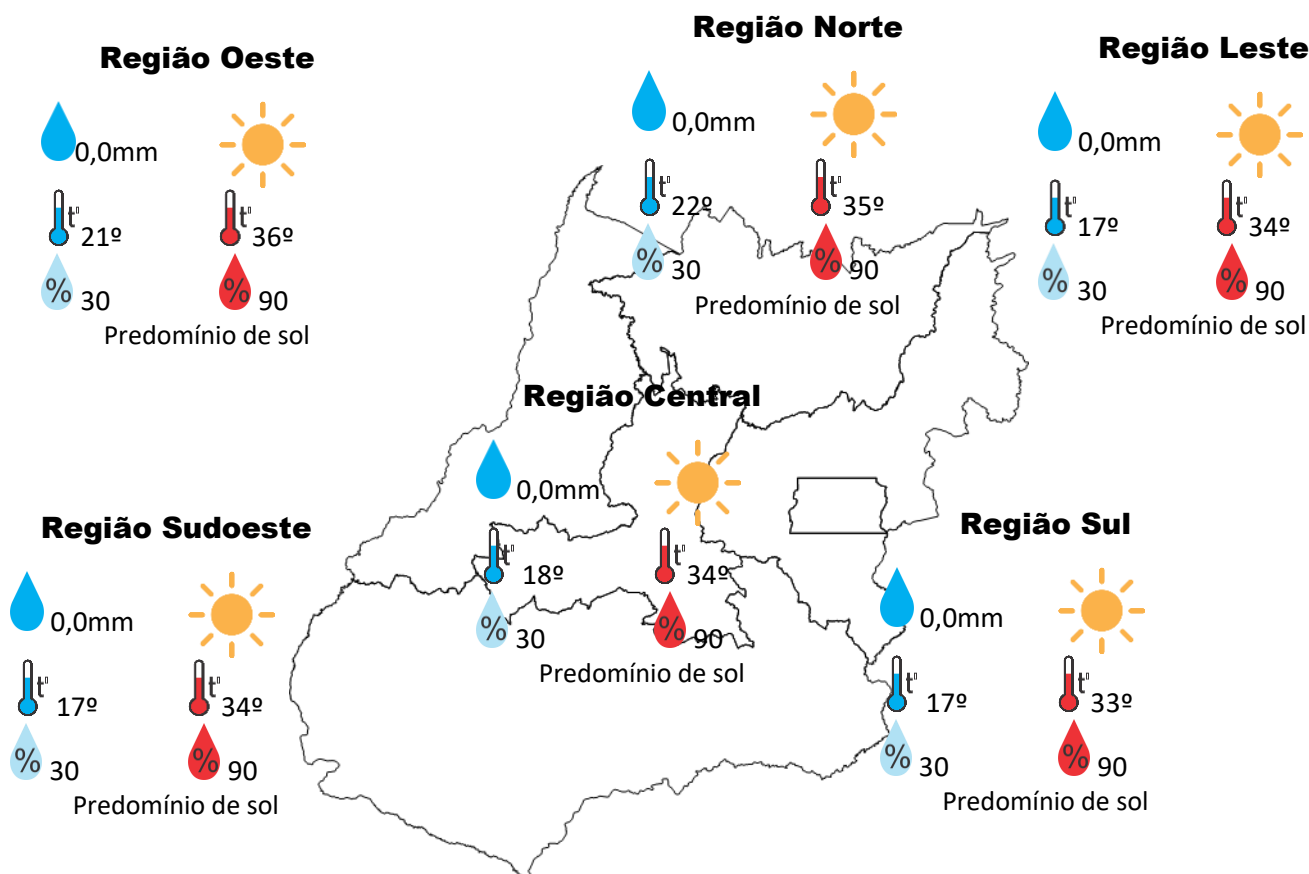 Região Oeste
0,0mm
t°
21º
t°
36º
% 30
% 90
Predomínio de sol
Região Norte
0,0mm
t°
22º
t°
35º
% 30
% 90
Predomínio de sol
Região Leste
0,0mm
t°
17º
t°
34º
% 30
% 90
Predomínio de sol
Região Central
0,0mm
t°
18º
t°
34º
% 30
% 90
Predomínio de sol
Região Sudoeste
0,0mm
t°
17º
t°
34º
% 30
% 90
Predomínio de sol
Região Sul
0,0mm
t°
17º
t°
33º
% 30
% 90
Predomínio de sol